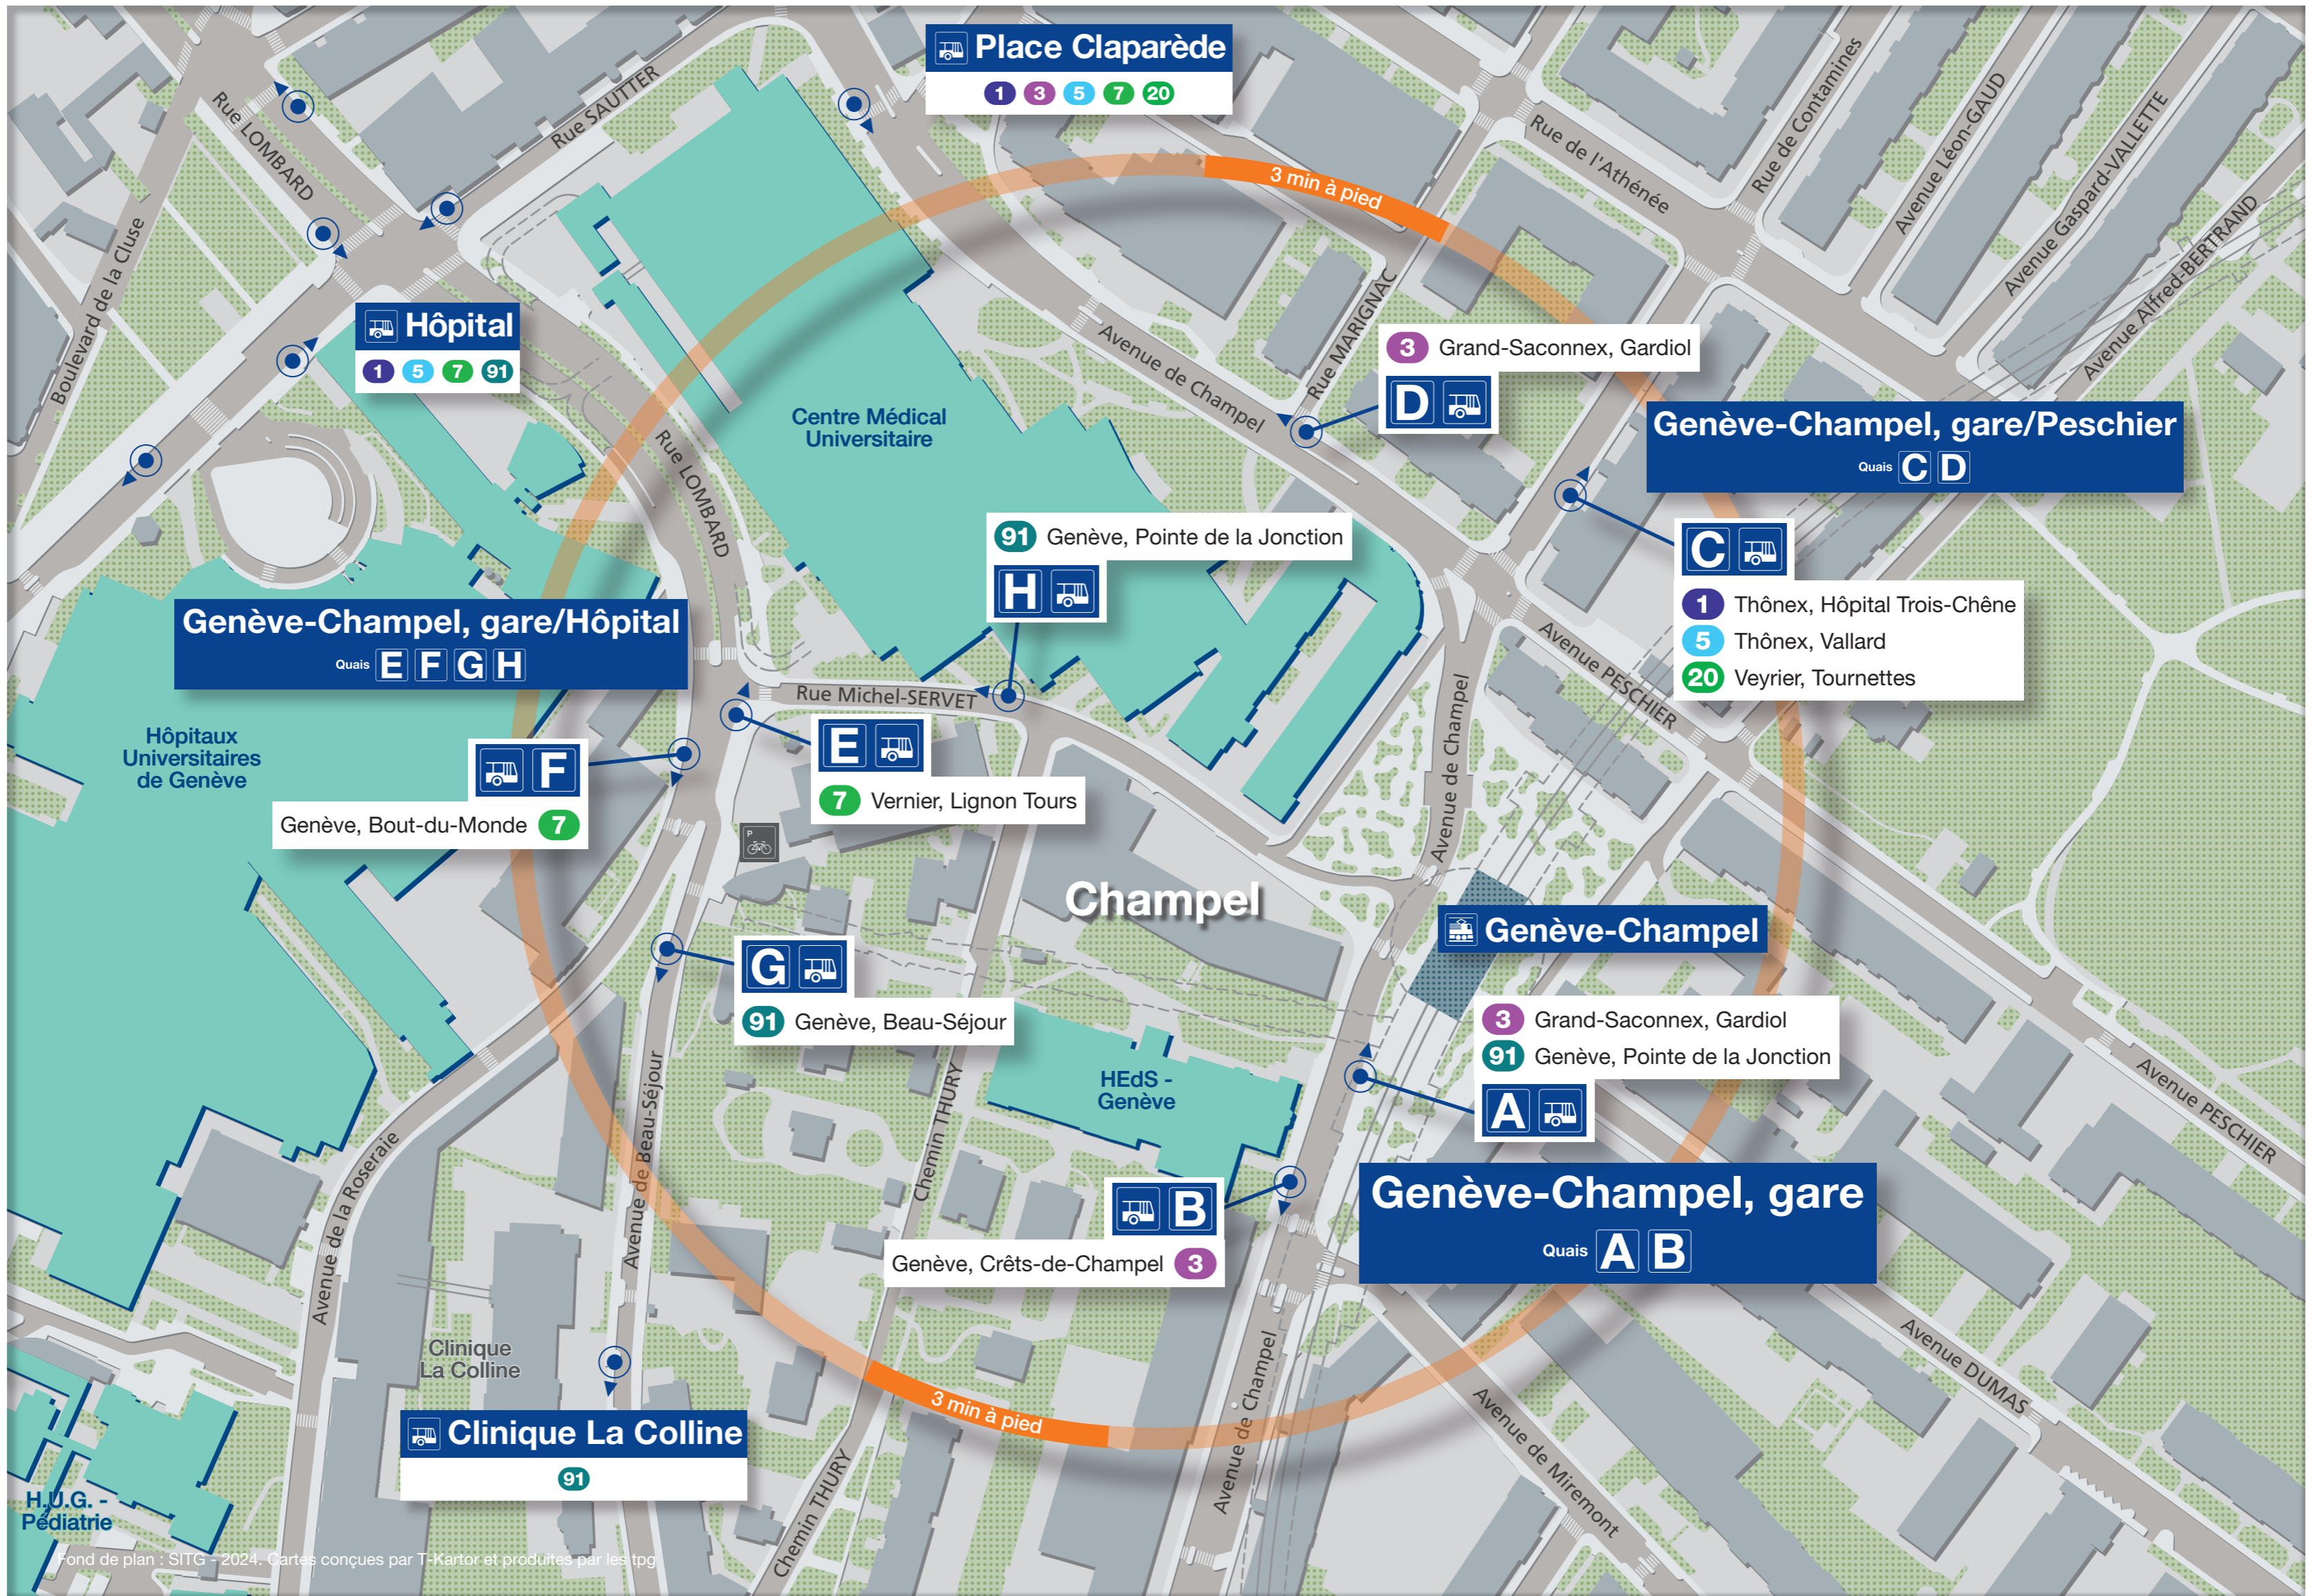 Place Claparède
1 3 5 7 20
Rue LOMBARD
Rue SAUTTER
Rue de l'Athénée
Rue de Contamines
Avenue Léon-GAUD
Avenue Gaspard-VALLETTE
Avenue Alfred-BERTRAND
3 min à pied
Boulevard de la Cluse
Hôpital
1 5 7 91
Avenue de Champel
Rue MARIGNAC
3 Grand-Saconnex, Gardiol
D
Centre Médical
Universitaire
Rue LOMBARD
Genève-Champel, gare/Peschier
Quais C D
C
1 Thônex, Hôpital Trois-Chêne
5 Thônex, Vallard
20 Veyrier, Tournettes
91 Genève, Pointe de la Jonction
H
Genève-Champel, gare/Hôpital
Quais E F G H
Rue Michel-SERVET
Avenue PESCHIER
Avenue de Champel
Hôpitaux
Universitaires
de Genève
F
Genève, Bout-du-Monde 7
E
7 Vernier, Lignon Tours
P
Champel
Genève-Champel
G
91 Genève, Beau-Séjour
3 Grand-Saconnex, Gardiol
91 Genève, Pointe de la Jonction
A
HEdS -
Genève
Avenue PESCHIER
Avenue de la Roseraie
Avenue de Beau-Séjour
Chemin THURY
B
Genève, Crêts-de-Champel 3
Genève-Champel, gare
Quais A B
Clinique
La Colline
Avenue DUMAS
Avenue de Champel
Avenue de Miremont
3 min à pied
Clinique La Colline
91
Chemin THURY
H.U.G. -
Pédiatrie
Fond de plan : SITG - 2024. Cartes conçues par T-Kartor et produites par les tpg